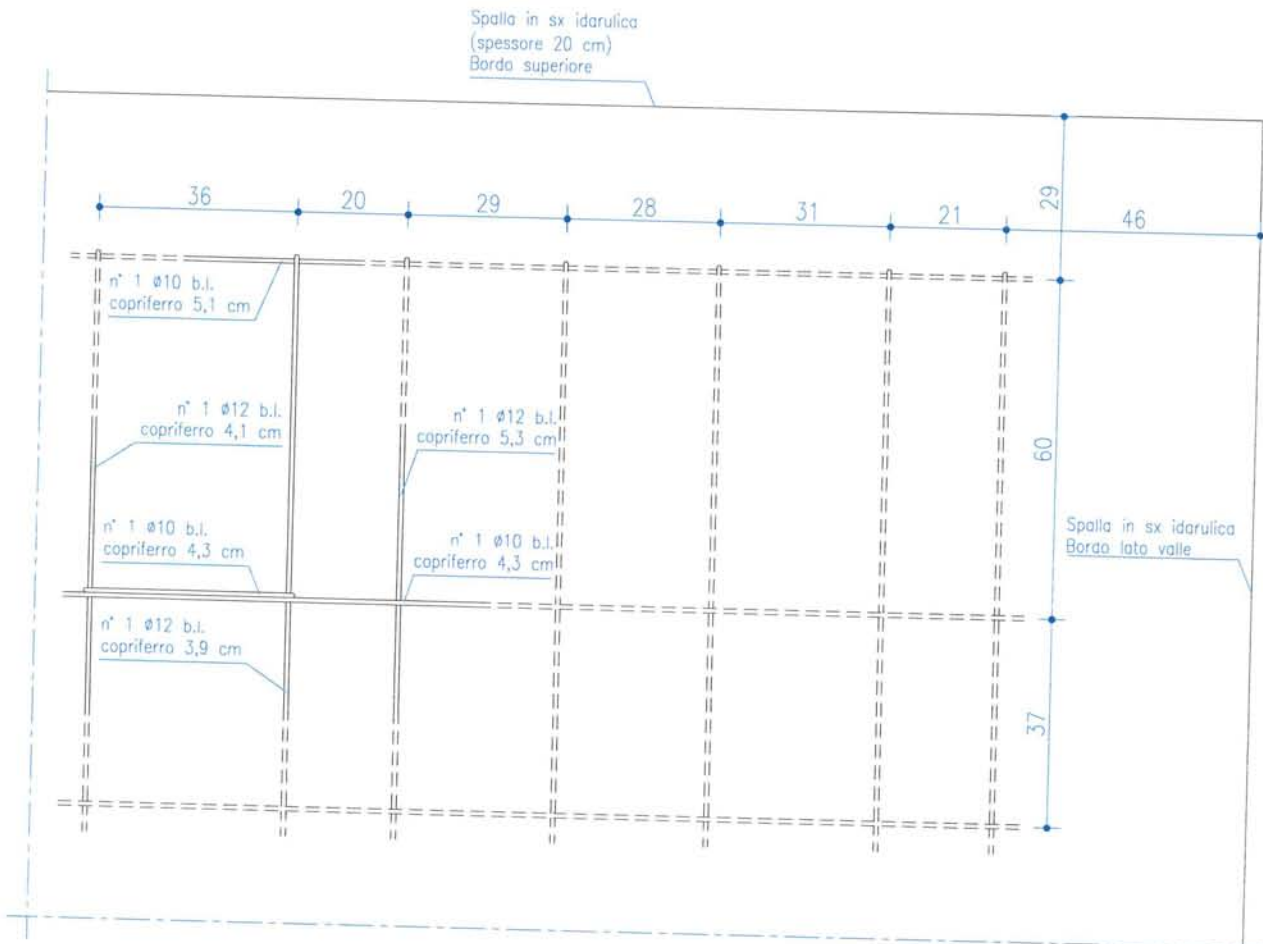 Spalla in sx idarulica
(spessore 20 cm)
Bordo superiore
36
20
29
28
31
21
46
29
n° 1 ø10 b.l.
copriferro 5,1 cm
n° 1 ø12 b.l.
copriferro 4,1 cm
n° 1 ø12 b.l.
copriferro 5,3 cm
60
n° 1 ø10 b.l.
copriferro 4,3 cm
n° 1 ø10 b.l.
copriferro 4,3 cm
Spalla in sx idarulica
Bordo lato valle
n° 1 ø12 b.l.
copriferro 3,9 cm
37